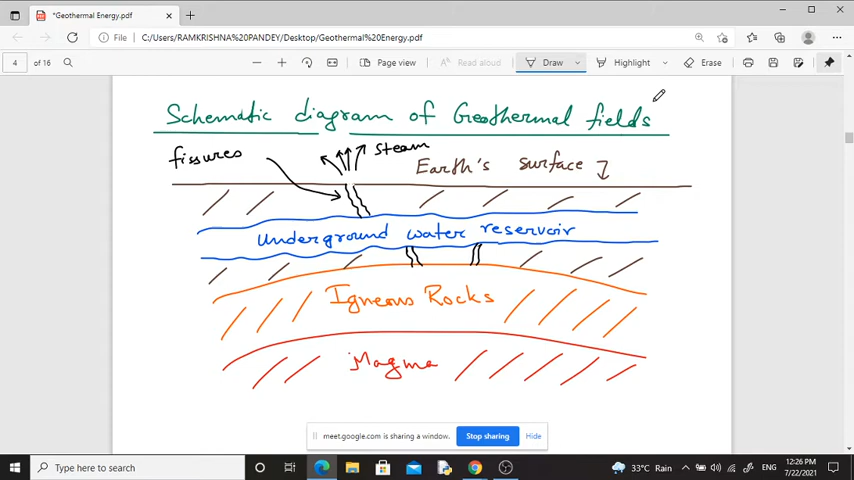 *Geothermal Energy.pdf
File
C:/Users/RAMKRISHNA%20PANDEY/Desktop/Geothermal%20Energy.pdf
4 of 16
Page view
Read aloud
Draw
Highlight
Erase
Schematic diagram of Geothermal fields
fissures
steam
Earth's surface
Underground water reservoir
Igneous Rocks
Magma
meet.google.com is sharing a window.
Stop sharing
Hide
Type here to search
33°C Rain
ENG
12:26 PM
7/22/2021